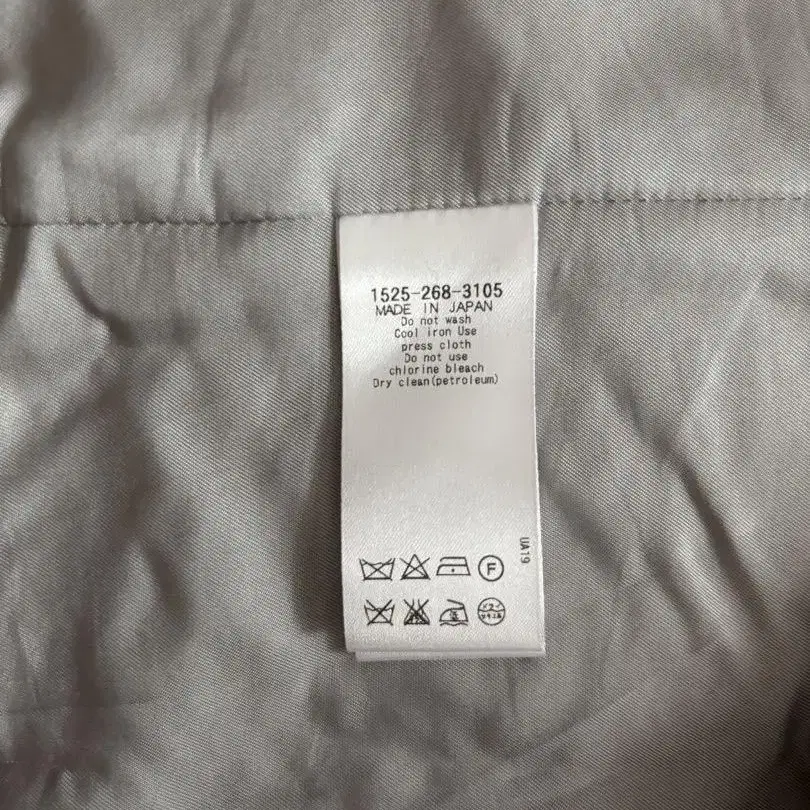 1525-268-3105
MADE IN JAPAN
Do not wash
Cool iron Use
press cloth
Do not use
chlorine bleach
Dry clean(petroleum)
UA19
F